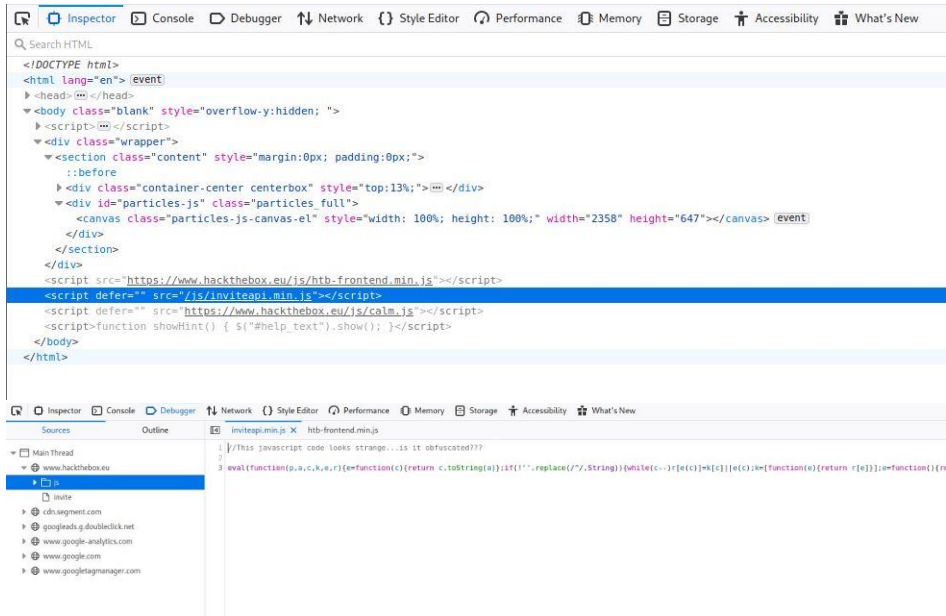 Inspector Console Debugger Network Style Editor Performance Memory Storage Accessibility What's New
Search HTML
<!DOCTYPE html>
<html lang="en"> event
<head> ••• </head>
<body class="blank" style="overflow-y:hidden; ">
<script> ••• </script>
<div class="wrapper">
<section class="content" style="margin:0px; padding:0px;">
::before
<div class="container-center centerbox" style="top:13%;"> ••• </div>
<div id="particles-js" class="particles_full">
<canvas class="particles-js-canvas-el" style="width: 100%; height: 100%;" width="2358" height="647"></canvas> event
</div>
</section>
</div>
<script src="https://www.hackthebox.eu/js/htb-frontend.min.js"></script>
<script defer="" src="/js/inviteapi.min.js"></script>
<script defer="" src="https://www.hackthebox.eu/js/calm.js"></script>
<script>function showHint() { $("#help_text").show(); }</script>
</body>
</html>
Inspector Console Debugger Network Style Editor Performance Memory Storage Accessibility What's New
Sources Outline inviteapi.min.js X htb-frontend.min.js
Main Thread
www.hackthebox.eu
js
invite
cdn.segment.com
googleads.g.doubleclick.net
www.google-analytics.com
www.google.com
www.googletagmanager.com
1 //This javascript code looks strange...is it obfuscated???
2
3 eval(function(p,a,c,k,e,r){e=function(c){return c.toString(a)};if(!''.replace(/^/,String)){while(c--)r[e(c)]=k[c]||e(c);k=[function(e){return r[e]}];e=function(){re